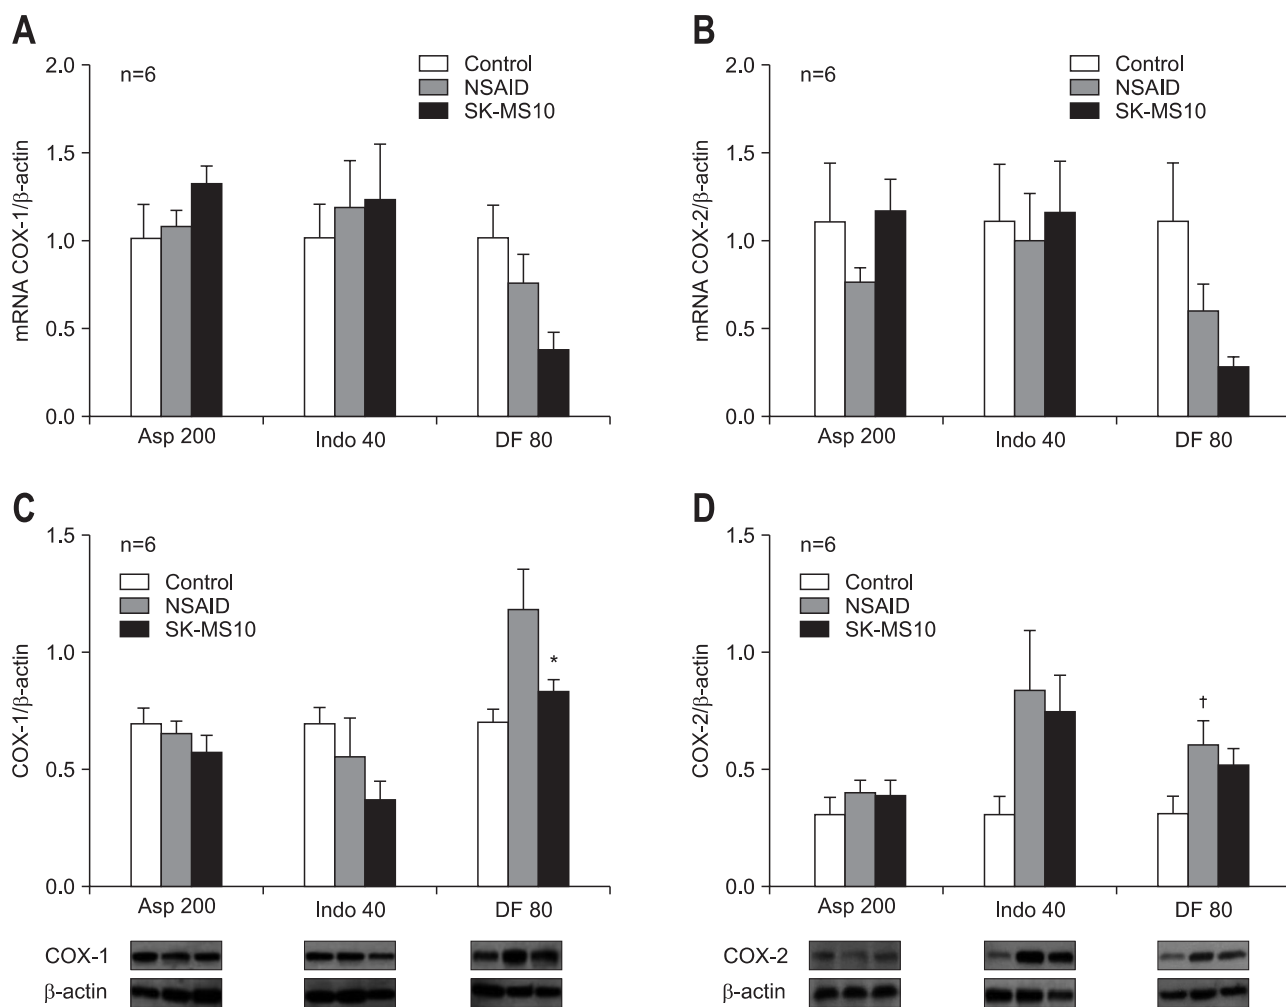 A
mRNA COX-1/β-actin
2.0
1.5
1.0
0.5
0.0
n=6
Control
NSAID
SK-MS10
Asp 200
Indo 40
DF 80
B
mRNA COX-2/β-actin
2.0
1.5
1.0
0.5
0.0
n=6
Control
NSAID
SK-MS10
Asp 200
Indo 40
DF 80
C
COX-1/β-actin
1.5
1.0
0.5
0.0
n=6
Control
NSAID
SK-MS10
*
Asp 200
Indo 40
DF 80
COX-1
β-actin
D
COX-2/β-actin
1.5
1.0
0.5
0.0
n=6
Control
NSAID
SK-MS10
†
Asp 200
Indo 40
DF 80
COX-2
β-actin